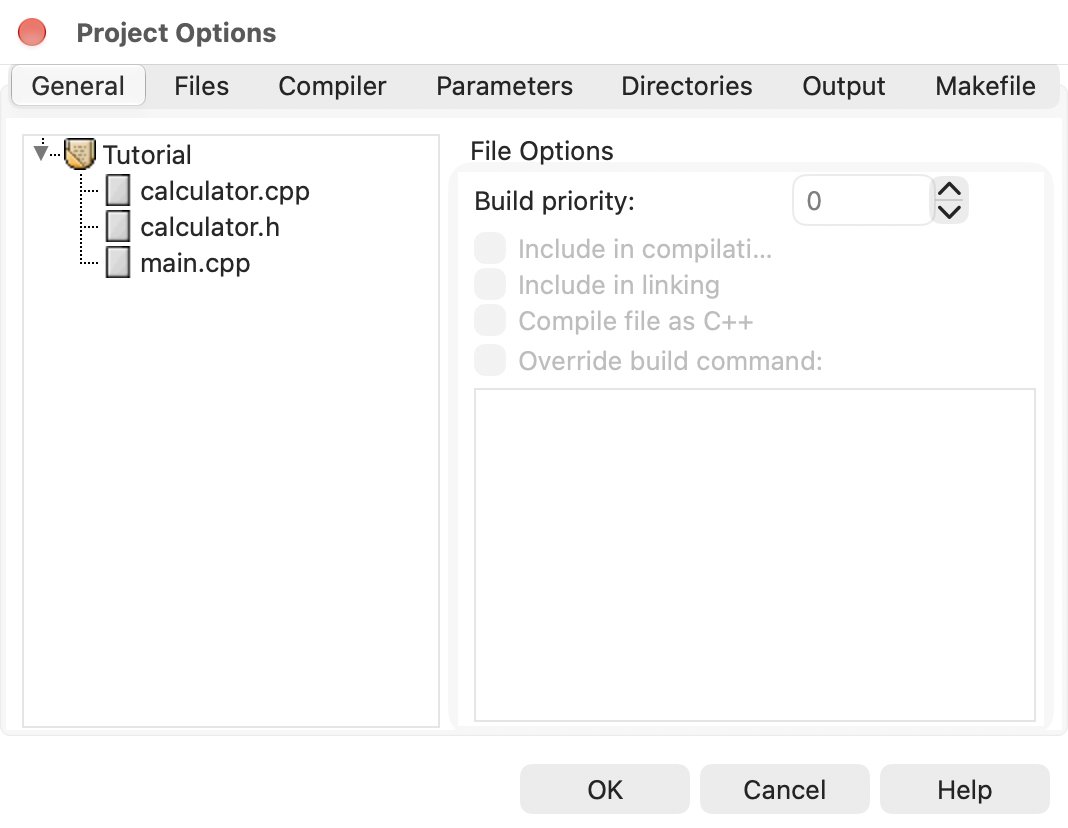 Project Options
General Files Compiler Parameters Directories Output Makefile
Tutorial
calculator.cpp
calculator.h
main.cpp
File Options
Build priority: 0
Include in compilati...
Include in linking
Compile file as C++
Override build command:
OK Cancel Help